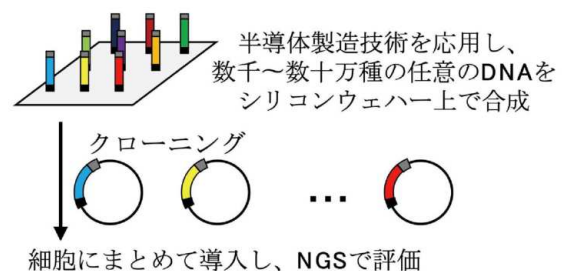 半導体製造技術を応用し、
数千～数十万種の任意のDNAを
シリコンウェハー上で合成
クローニング
...
細胞にまとめて導入し、NGSで評価